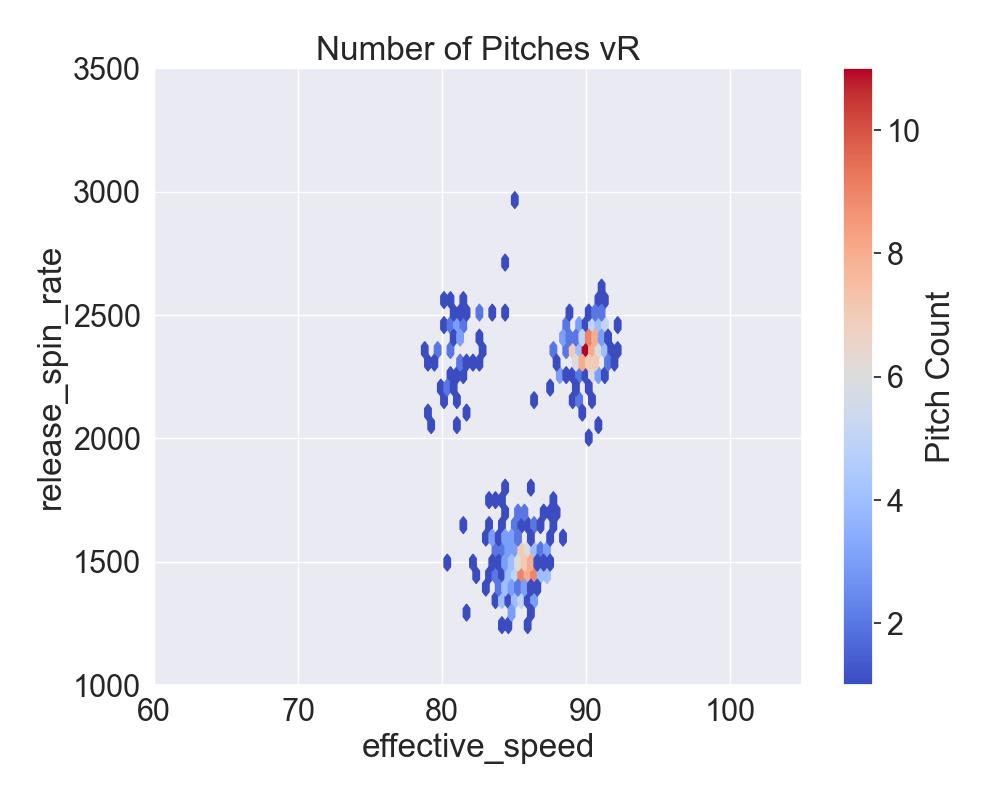 Number of Pitches vR
3500
3000
2500
2000
1500
1000
60 70 80 90 100
effective_speed
release_spin_rate
10
8
6
4
2
Pitch Count